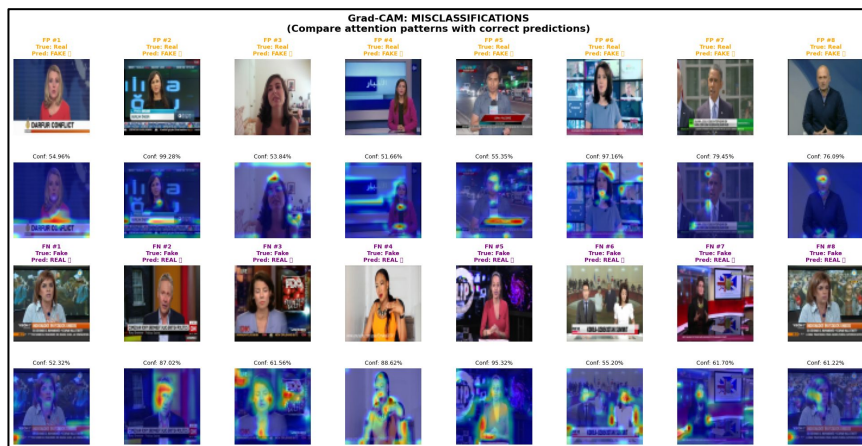 Grad-CAM: MISCLASSIFICATIONS
(Compare attention patterns with correct predictions)
FP #1
True: Real
Pred: FAKE
FP #2
True: Real
Pred: FAKE
FP #3
True: Real
Pred: FAKE
FP #4
True: Real
Pred: FAKE
FP #5
True: Real
Pred: FAKE
FP #6
True: Real
Pred: FAKE
FP #7
True: Real
Pred: FAKE
FP #8
True: Real
Pred: FAKE
DARFUR CONFLICT
Conf: 54.96%
Conf: 99.28%
Conf: 53.84%
Conf: 51.66%
Conf: 55.35%
Conf: 97.16%
Conf: 79.45%
Conf: 76.09%
FN #1
True: Fake
Pred: REAL
FN #2
True: Fake
Pred: REAL
FN #3
True: Fake
Pred: REAL
FN #4
True: Fake
Pred: REAL
FN #5
True: Fake
Pred: REAL
FN #6
True: Fake
Pred: REAL
FN #7
True: Fake
Pred: REAL
FN #8
True: Fake
Pred: REAL
Conf: 52.32%
Conf: 87.02%
Conf: 61.56%
Conf: 88.62%
Conf: 95.32%
Conf: 55.20%
Conf: 61.70%
Conf: 61.22%